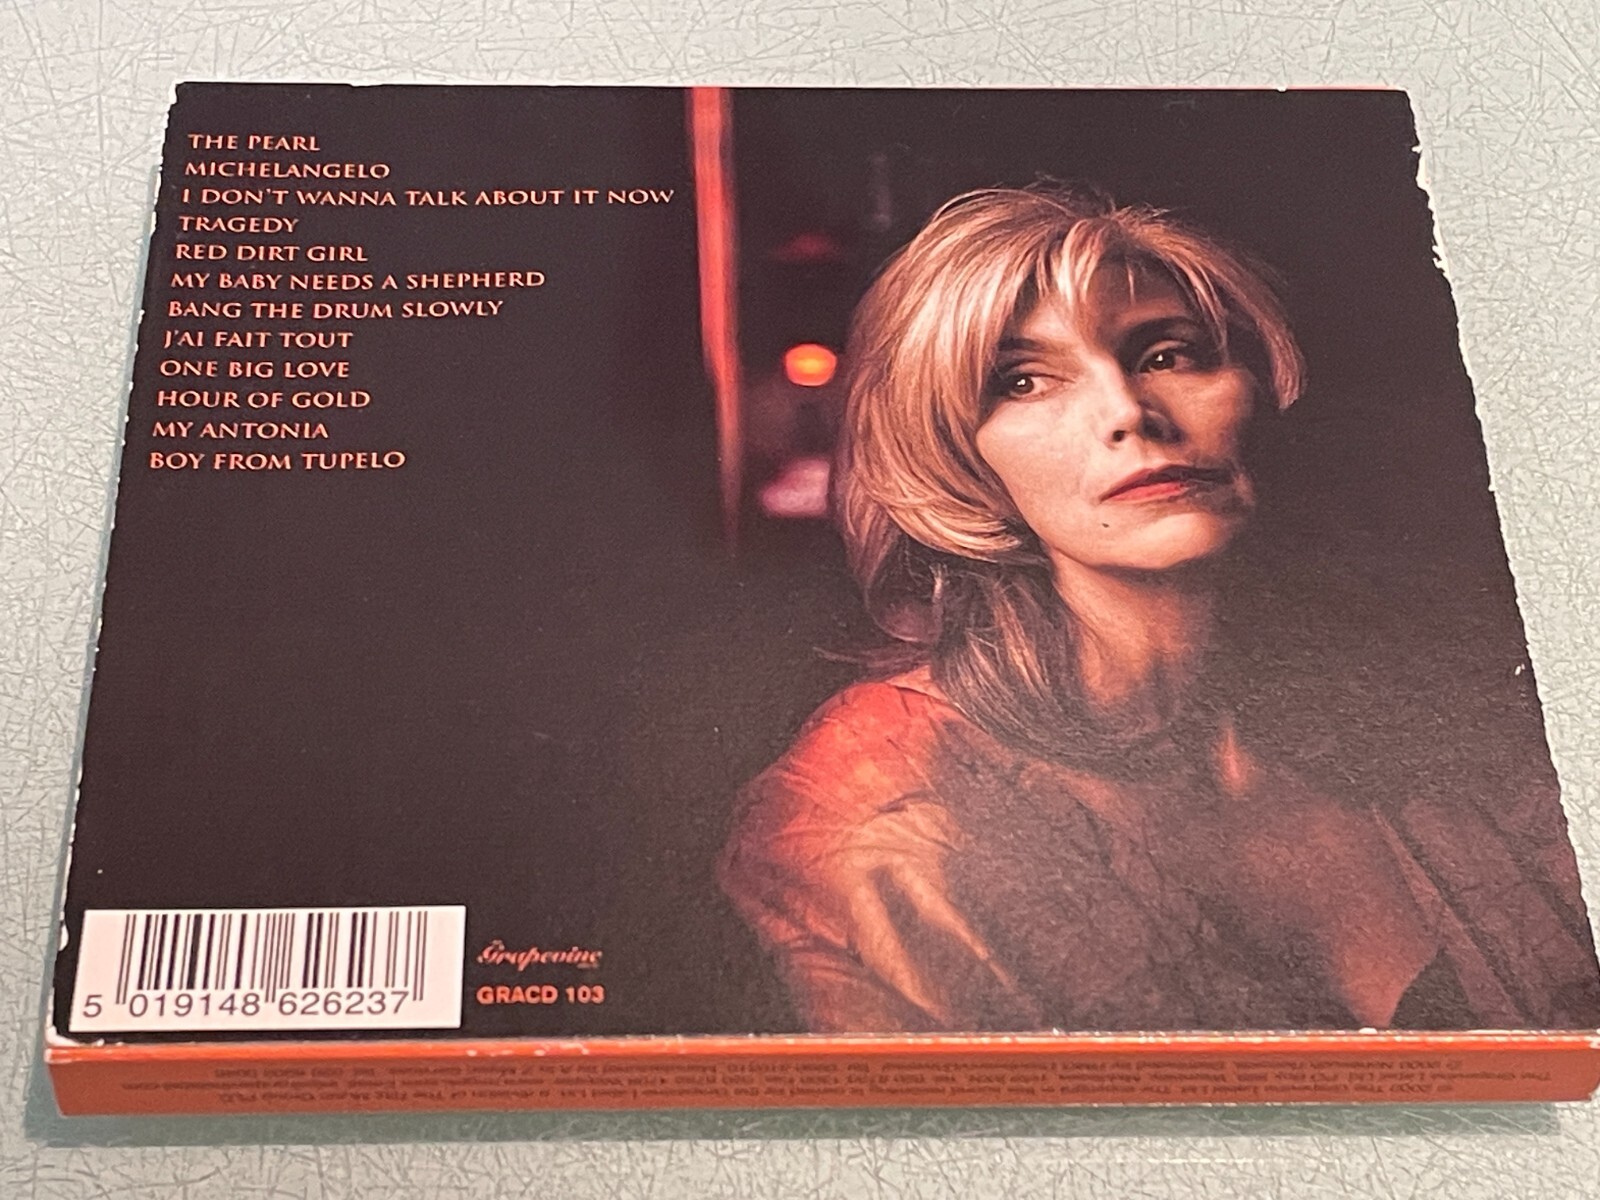 THE PEARL
MICHELANGELO
I DON'T WANNA TALK ABOUT IT NOW
TRAGEDY
RED DIRT GIRL
MY BABY NEEDS A SHEPHERD
BANG THE DRUM SLOWLY
J'AI FAIT TOUT
ONE BIG LOVE
HOUR OF GOLD
MY ANTONIA
BOY FROM TUPELO
Grapevine
GRACD 103
5 019148 626237